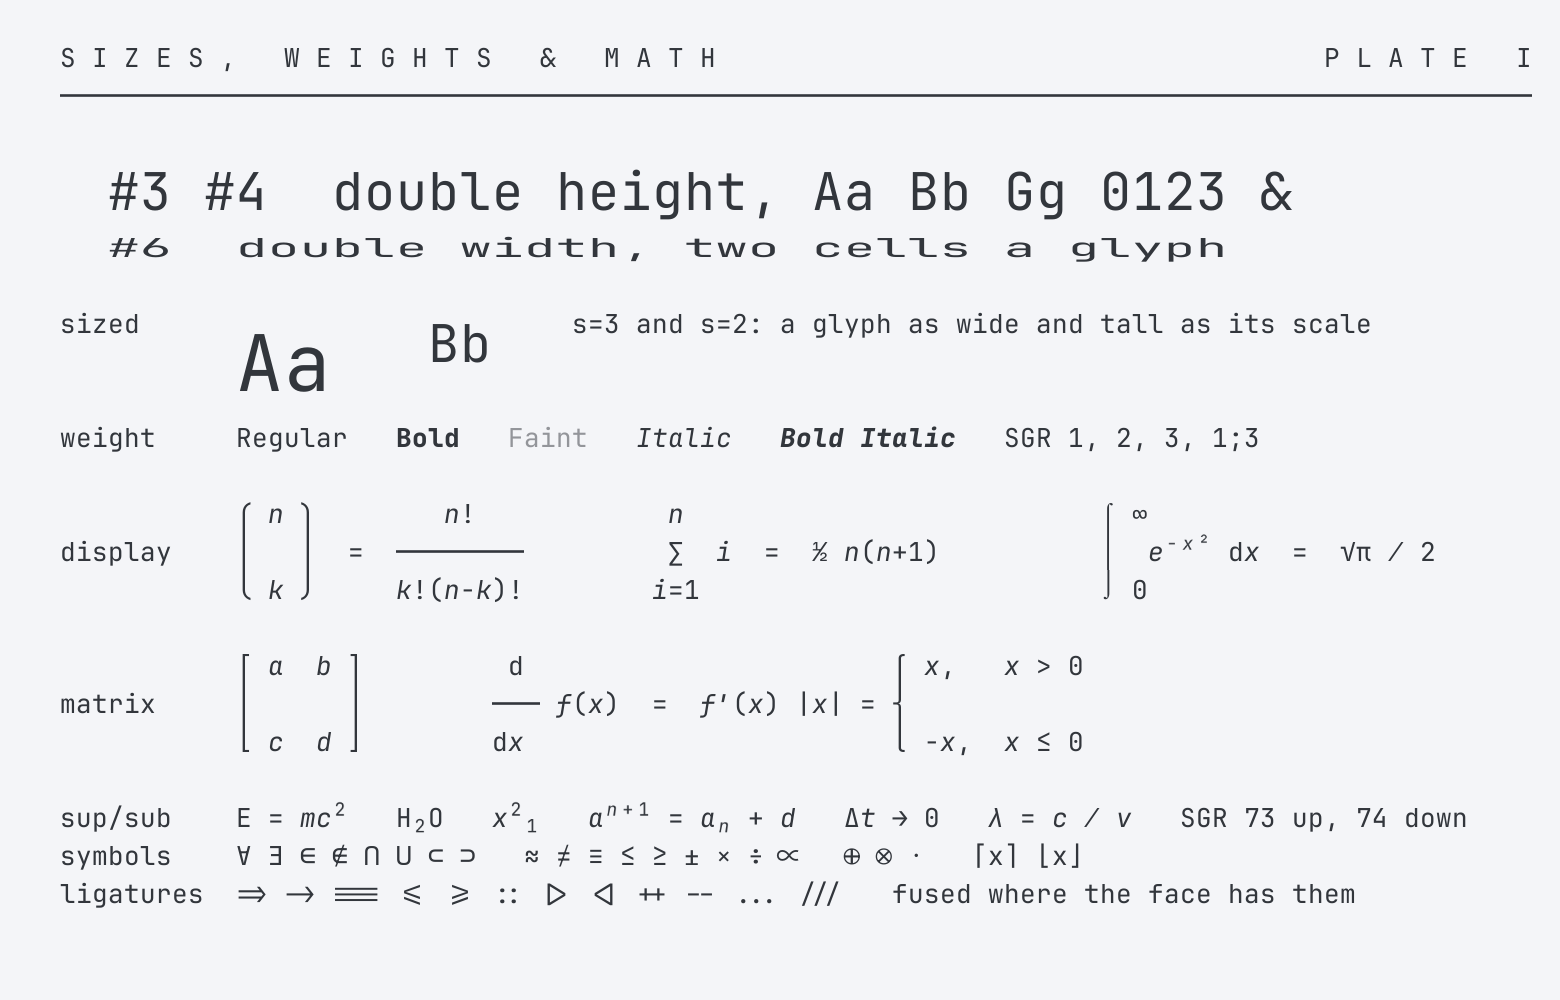 SIZES, WEIGHTS & MATH PLATE I
#3 #4 double height, Aa Bb Gg 0123 &
#6 double width, two cells a glyph
sized Aa Bb s=3 and s=2: a glyph as wide and tall as its scale
weight Regular Bold Faint Italic Bold Italic SGR 1, 2, 3, 1;3
⎛ n ⎞ n! n ⌠ ∞
display ⎜ ⎟ = ──────── ∑ i = ½ n(n+1) ⎮ e⁻ˣ² dx = √π / 2
⎝ k ⎠ k!(n-k)! i=1 ⌡ 0
⎡ a b ⎤ d ⎧ x, x > 0
matrix ⎢ ⎥ ─── f(x) = f′(x) |x| = ⎨
⎣ c d ⎦ dx ⎩ -x, x ≤ 0
sup/sub E = mc² H₂O x²₁ aⁿ⁺¹ = aₙ + d Δt → 0 λ = c / v SGR 73 up, 74 down
symbols ∀ ∃ ∈ ∉ ∩ ∪ ⊂ ⊃ ≈ ≠ ≡ ≤ ≥ ± × ÷ ∝ ⊕ ⊗ · ⌈x⌉ ⌊x⌋
ligatures => -> === <= >= :: |> <| ++ -- ... /// fused where the face has them